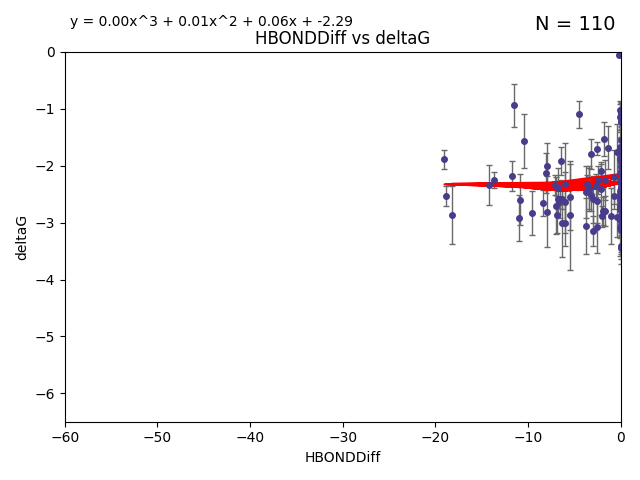 y = 0.00x^3 + 0.01x^2 + 0.06x + -2.29
N = 110
HBONDDiff vs deltaG
0
−1
−2
−3
−4
−5
−6
deltaG
−60
−50
−40
−30
−20
−10
0
HBONDDiff